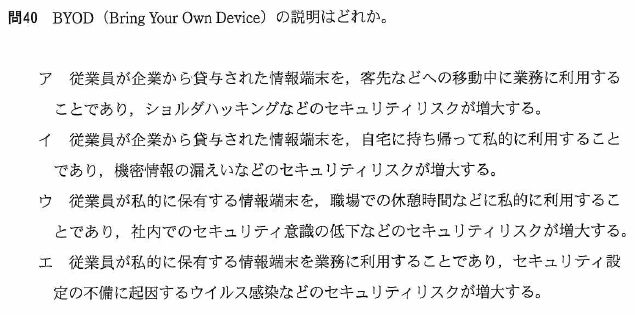 問40 BYOD（Bring Your Own Device）の説明はどれか。
ア 従業員が企業から貸与された情報端末を，客先などへの移動中に業務に利用する
ことであり，ショルダハッキングなどのセキュリティリスクが増大する。
イ 従業員が企業から貸与された情報端末を，自宅に持ち帰って私的に利用すること
であり，機密情報の漏えいなどのセキュリティリスクが増大する。
ウ 従業員が私的に保有する情報端末を，職場での休憩時間などに私的に利用するこ
とであり，社内でのセキュリティ意識の低下などのセキュリティリスクが増大する。
エ 従業員が私的に保有する情報端末を業務に利用することであり，セキュリティ設
定の不備に起因するウイルス感染などのセキュリティリスクが増大する。